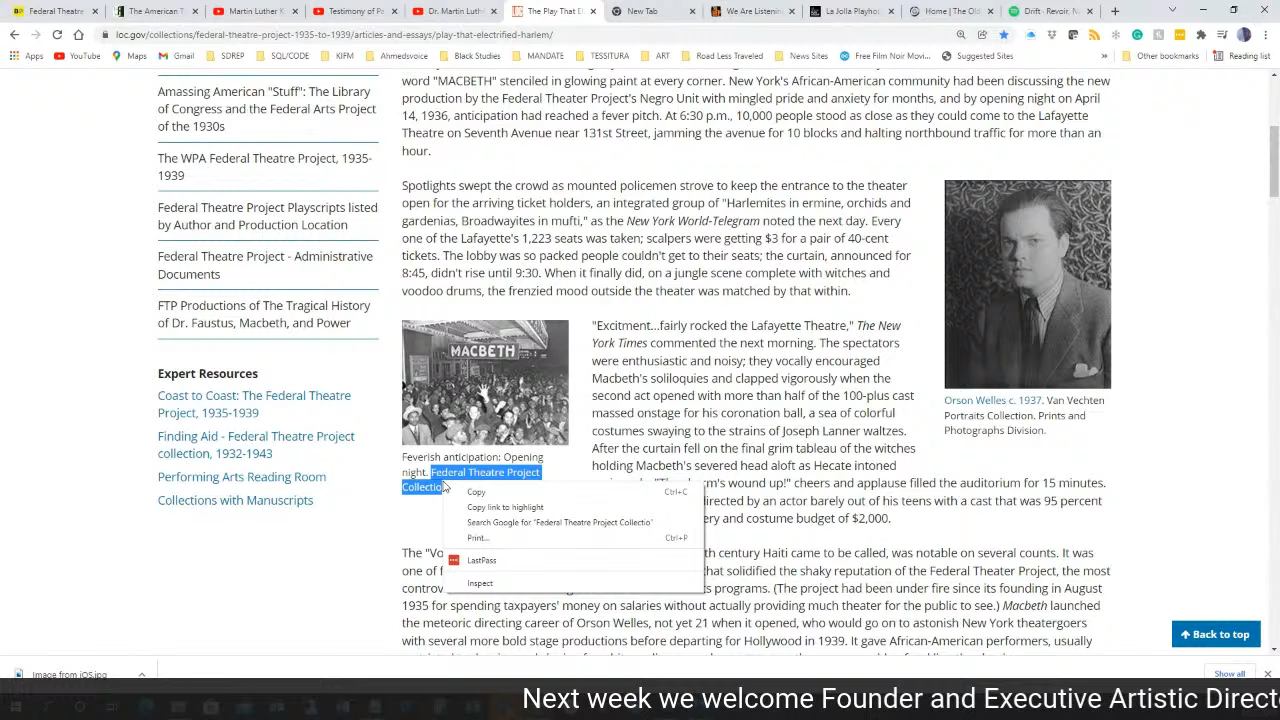 Federal Theatre
The American T
Martin Luther K
Testimony of Pa
Dr. Martin Luthe
The Play That El
New Tab
We Are Listening
La Jolla Playhou
Home | The Old
Drift - Revoir, N
loc.gov/collections/federal-theatre-project-1935-to-1939/articles-and-essays/play-that-electrified-harlem/
Apps YouTube Maps Gmail SDREP SQL/CODE KIFM Ahmedsvoice Black Studies MANDATE TESSITURA ART Road Less Traveled News Sites Free Film Noir Movi... Suggested Sites » Other bookmarks Reading list
Amassing American "Stuff": The Library
of Congress and the Federal Arts Project
of the 1930s
The WPA Federal Theatre Project, 1935-
1939
Federal Theatre Project Playscripts listed
by Author and Production Location
Federal Theatre Project - Administrative
Documents
FTP Productions of The Tragical History
of Dr. Faustus, Macbeth, and Power
Expert Resources
Coast to Coast: The Federal Theatre
Project, 1935-1939
Finding Aid - Federal Theatre Project
collection, 1932-1943
Performing Arts Reading Room
Collections with Manuscripts
word "MACBETH" stenciled in glowing paint at every corner. New York's African-American community had been discussing the new
production by the Federal Theater Project's Negro Unit with mingled pride and anxiety for months, and by opening night on April
14, 1936, anticipation had reached a fever pitch. At 6:30 p.m., 10,000 people stood as close as they could come to the Lafayette
Theatre on Seventh Avenue near 131st Street, jamming the avenue for 10 blocks and halting northbound traffic for more than an
hour.
Spotlights swept the crowd as mounted policemen strove to keep the entrance to the theater
open for the arriving ticket holders, an integrated group of "Harlemites in ermine, orchids and
gardenias, Broadwayites in mufti," as the New York World-Telegram noted the next day. Every
one of the Lafayette's 1,223 seats was taken; scalpers were getting $3 for a pair of 40-cent
tickets. The lobby was so packed people couldn't get to their seats; the curtain, announced for
8:45, didn't rise until 9:30. When it finally did, on a jungle scene complete with witches and
voodoo drums, the frenzied mood outside the theater was matched by that within.
MACBETH
Feverish anticipation: Opening
night. Federal Theatre Project
Collectio
"Excitment...fairly rocked the Lafayette Theatre," The New
York Times commented the next morning. The spectators
were enthusiastic and noisy; they vocally encouraged
Macbeth's soliloquies and clapped vigorously when the
second act opened with more than half of the 100-plus cast
massed onstage for his coronation ball, a sea of colorful
costumes swaying to the strains of Joseph Lanner waltzes.
After the curtain fell on the final grim tableau of the witches
holding Macbeth's severed head aloft as Hecate intoned
wound up!" cheers and applause filled the auditorium for 15 minutes.
directed by an actor barely out of his teens with a cast that was 95 percent
and costume budget of $2,000.
Orson Welles c. 1937. Van Vechten
Portraits Collection. Prints and
Photographs Division.
Copy Ctrl+C
Copy link to highlight
Search Google for "Federal Theatre Project Collectio"
Print... Ctrl+P
LastPass
Inspect
The century Haiti came to be called, was notable on several counts. It was
one of that solidified the shaky reputation of the Federal Theater Project, the most
controv programs. (The project had been under fire since its founding in August
1935 for spending taxpayers' money on salaries without actually providing much theater for the public to see.) Macbeth launched
the meteoric directing career of Orson Welles, not yet 21 when it opened, who would go on to astonish New York theatergoers
with several more bold stage productions before departing for Hollywood in 1939. It gave African-American performers, usually
Back to top
Image from iOS.jpg
Show all
Next week we welcome Founder and Executive Artistic Direct